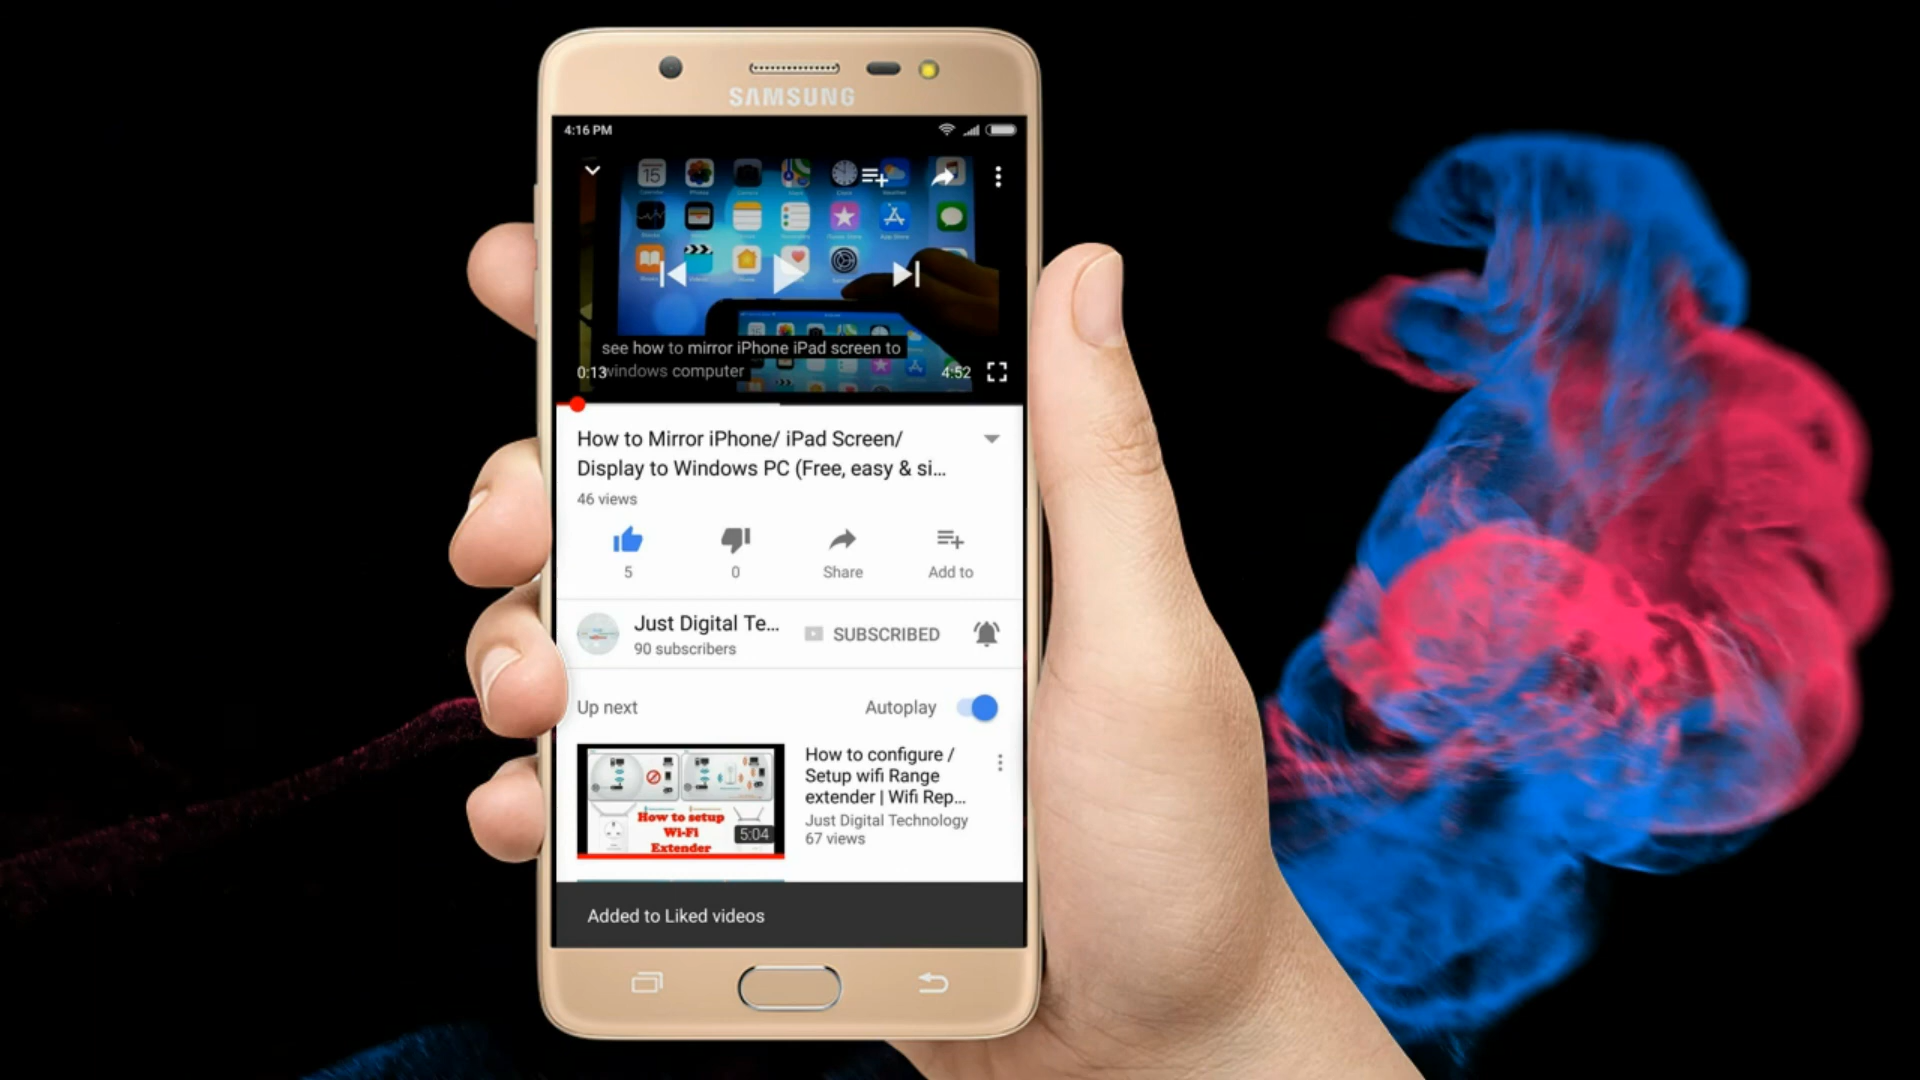 SAMSUNG
4:16 PM
15
15
see how to mirror iPhone iPad screen to
windows computer
0:13
4:52
How to Mirror iPhone/ iPad Screen/
Display to Windows PC (Free, easy & si...
46 views
5
0
Share
Add to
Just Digital Te...
SUBSCRIBED
90 subscribers
Up next
Autoplay
How to configure /
Setup wifi Range
extender | Wifi Rep...
Just Digital Technology
67 views
How to setup
Wi-Fi
Extender
5:04
Added to Liked videos